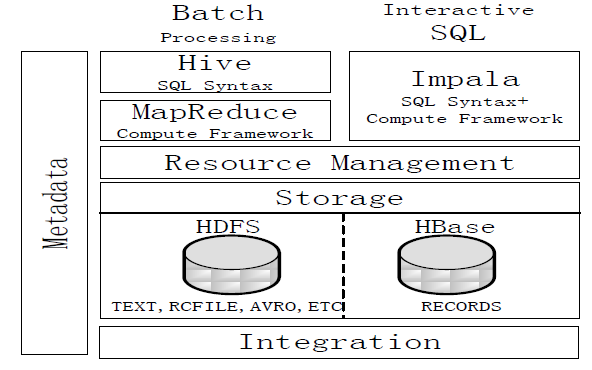 Batch
Processing
Interactive
SQL
Metadata
Hive
SQL Syntax
MapReduce
Compute Framework
Impala
SQL Syntax+
Compute Framework
Resource Management
Storage
HDFS
TEXT, RCFILE, AVRO, ETC
HBase
RECORDS
Integration